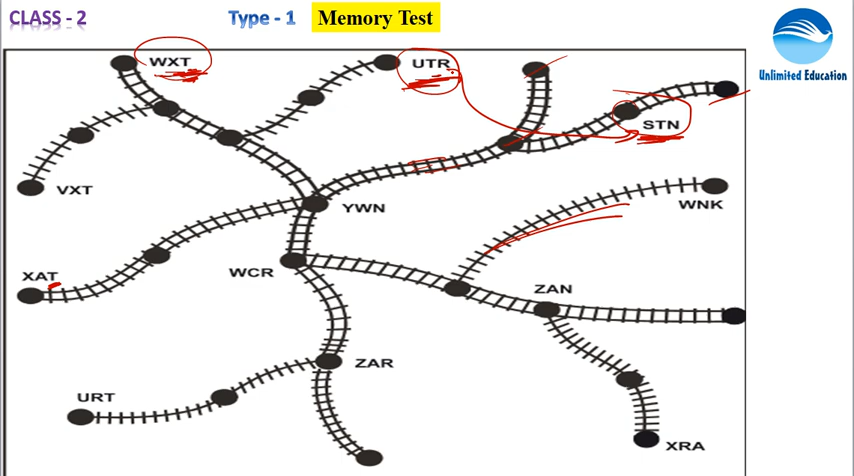 CLASS - 2
Type - 1
Memory Test
Unlimited Education
WXT
UTR
STN
VXT
YWN
WNK
XAT
WCR
ZAN
ZAR
URT
XRA